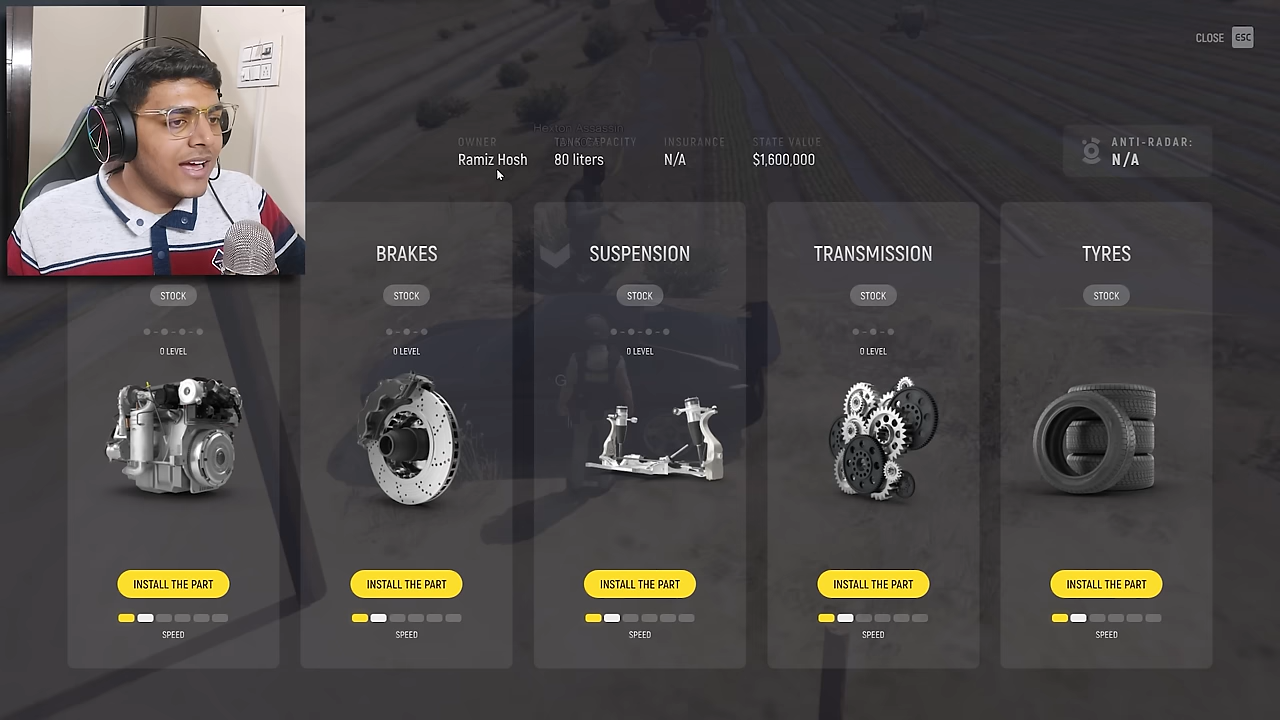 CLOSE ESC
Hector Assassin
OWNER TANK CAPACITY INSURANCE STATE VALUE
Ramiz Hosh 80 liters N/A $1,600,000
ANTI-RADAR:
N/A
BRAKES SUSPENSION TRANSMISSION TYRES
STOCK STOCK STOCK STOCK STOCK
0 LEVEL 0 LEVEL 0 LEVEL 0 LEVEL
G
INSTALL THE PART INSTALL THE PART INSTALL THE PART INSTALL THE PART INSTALL THE PART
SPEED SPEED SPEED SPEED SPEED